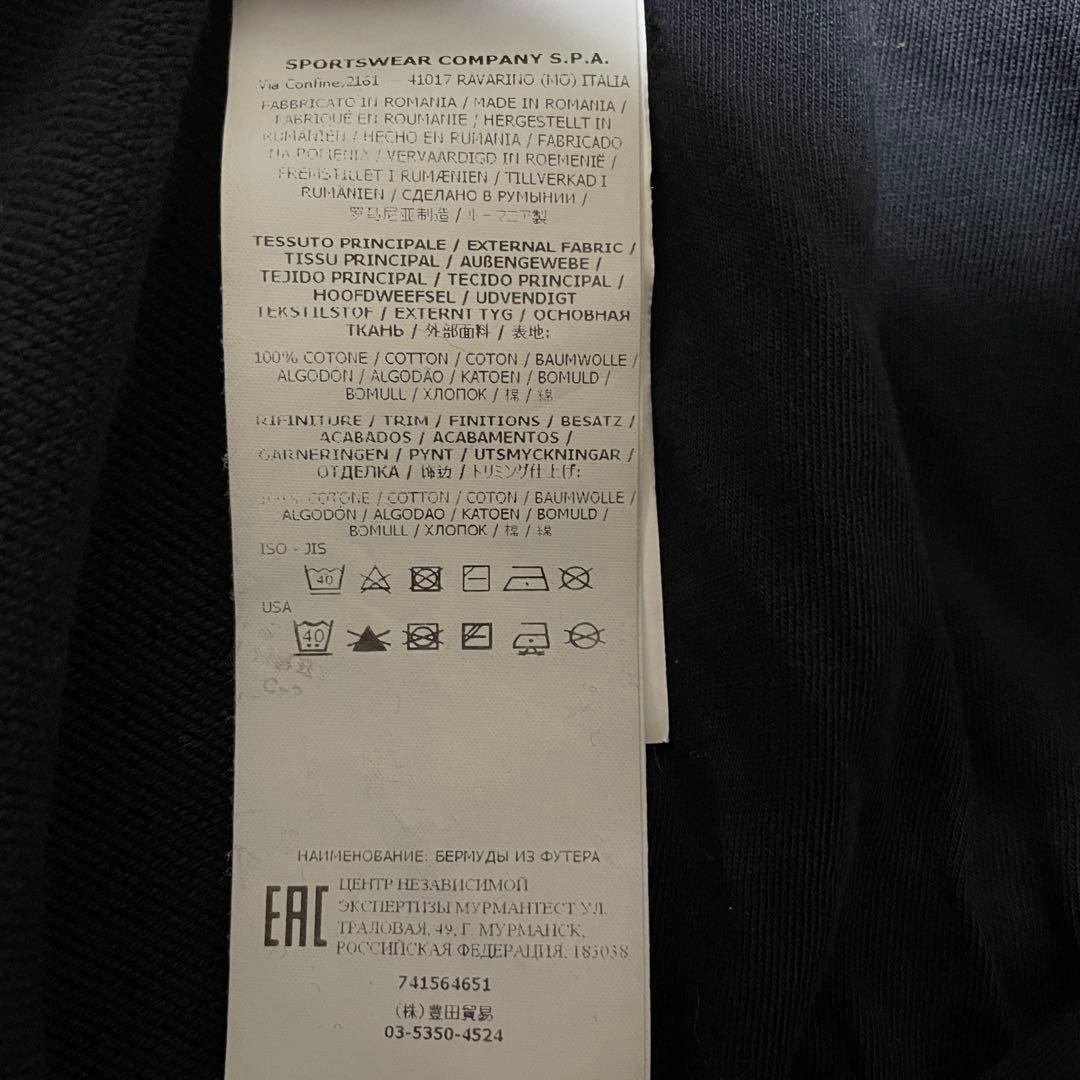 SPORTSWEAR COMPANY S.P.A.
Via Confine, 2161 - 41017 RAVARINO (MO) ITALIA
FABBRICATO IN ROMANIA / MADE IN ROMANIA /
FABRIQUÉ EN ROUMANIE / HERGESTELLT IN
RUMÄNIEN / HECHO EN RUMANIA / FABRICADO
NA ROMENIA / VERVAARDIGD IN ROEMENIË /
FREMSTILLET I RUMÆNIEN / TILLVERKAD I
RUMÄNIEN / СДЕЛАНО В РУМЫНИИ /
罗马尼亚制造 / ルーマニア製
TESSUTO PRINCIPALE / EXTERNAL FABRIC /
TISSU PRINCIPAL / AUßENGEWEBE /
TEJIDO PRINCIPAL / TECIDO PRINCIPAL /
HOOFDWEEFSEL / UDVENDIGT
TEKSTILSTOF / EXTERNT TYG / ОСНОВНАЯ
ТКАНЬ / 外部面料 / 表地:
100% COTONE / COTTON / COTON / BAUMWOLLE /
ALGODÓN / ALGODÃO / KATOEN / BOMULD /
BOMULL / ХЛОПОК / 棉 / 綿
RIFINITURE / TRIM / FINITIONS / BESATZ /
ACABADOS / ACABAMENTOS /
GARNERINGEN / PYNT / UTSMYCKNINGAR /
ОТДЕЛКА / 饰边 / トリミング仕上げ:
100% COTONE / COTTON / COTON / BAUMWOLLE /
ALGODÓN / ALGODAO / KATOEN / BOMULD /
BOMULL / ХЛОПОК / 棉 / 綿
ISO - JIS
40
USA
40
НАИМЕНОВАНИЕ: БЕРМУДЫ ИЗ ФУТЕРА
EAC
ЦЕНТР НЕЗАВИСИМОЙ
ЭКСПЕРТИЗЫ МУРМАНТЕСТ УЛ.
ТРАЛОВАЯ, 49, Г. МУРМАНСК,
РОССИЙСКАЯ ФЕДЕРАЦИЯ, 183038
741564651
(株)豊田貿易
03-5350-4524